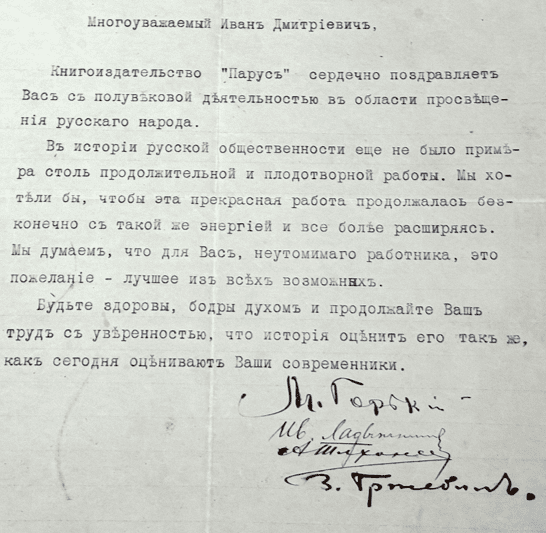 Многоуважаемый Иванъ Дмитріевичъ,
Книгоиздательство "Парусъ" сердечно поздравляетъ
Васъ съ полувѣковой дѣятельностью въ области просвѣще-
нія русскаго народа.
Въ исторіи русской общественности еще не было примѣ-
ра столь продолжительной и плодотворной работы. Мы хо-
тѣли бы, чтобы эта прекрасная работа продолжалась без-
конечно съ такой же энергіей и все болѣе расширяясь.
Мы думаемъ, что для Васъ, неутомимаго работника, это
пожеланіе - лучшее изъ всѣхъ возможныхъ.
Будьте здоровы, бодры духомъ и продолжайте Вашъ
трудъ съ увѣренностью, что исторія оцѣнитъ его такъ же,
какъ сегодня оцѣниваютъ Ваши современники.
М. Горькій
Ив. Ладыжников
А Тихонов
З. Гржебинъ.